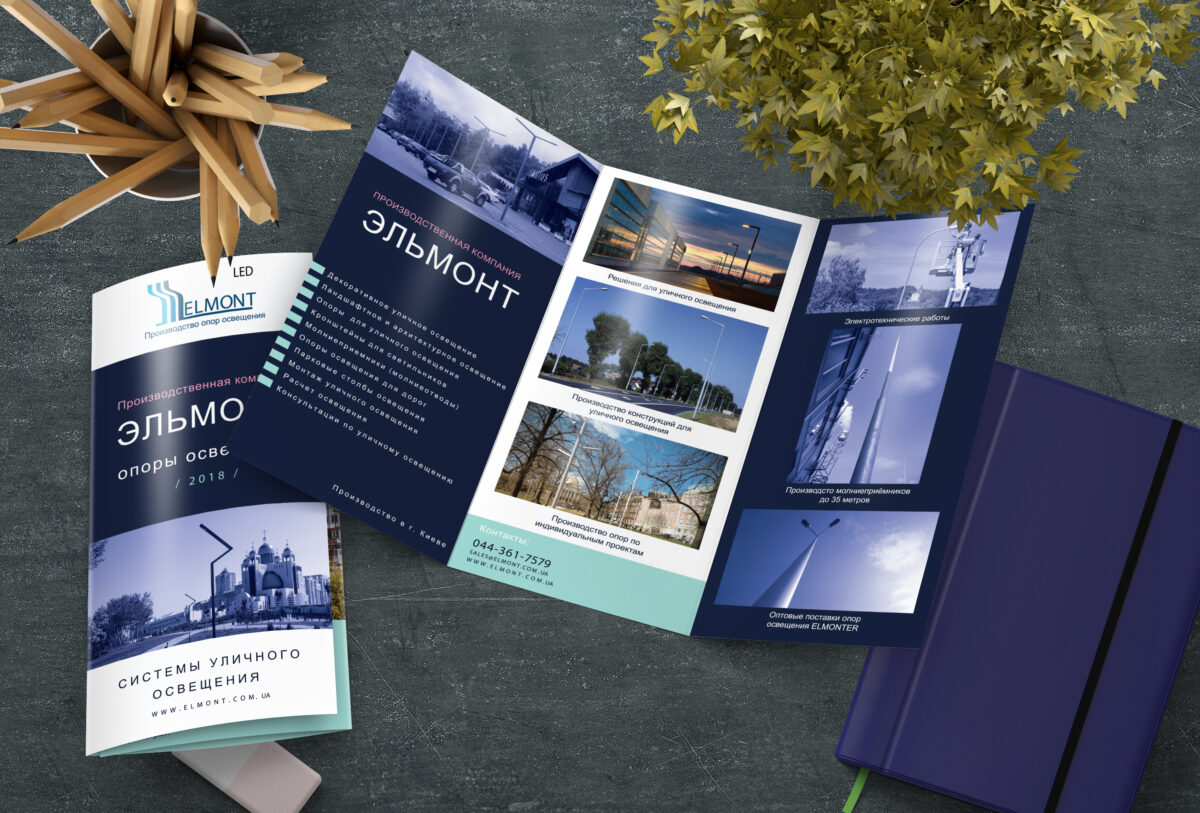 LED
ELMONT
Производство опор освещения
Производственная
ЭЛЬМО
опоры
/ 2018 /
СИСТЕМЫ УЛИЧНОГО
ОСВЕЩЕНИЯ
WWW.ELMONT.COM.UA
ПРОИЗВОДСТВЕННАЯ КОМПАНИЯ
ЭЛЬМОНТ
Декоративное уличное освещение
Ландшафтное и архитектурное освещение
Опоры для уличного освещения
Кронштейны для светильников
Молниеприёмники (молниеотводы)
Опоры освещения для дорог
Парковые столбы освещения
Монтаж уличного освещения
Расчет освещения
Консультации по уличному освещению
Производство в г. Киеве
Решения для уличного освещения
Производство конструкций для
уличного освещения
Производство опор по
индивидуальным проектам
Контакты:
044-361-7579
SALES@ELMONT.COM.UA
WWW.ELMONT.COM.UA
Электротехнические работы
Производсто молниеприёмников
до 35 метров
Оптовые поставки опор
освещения ELMONTER